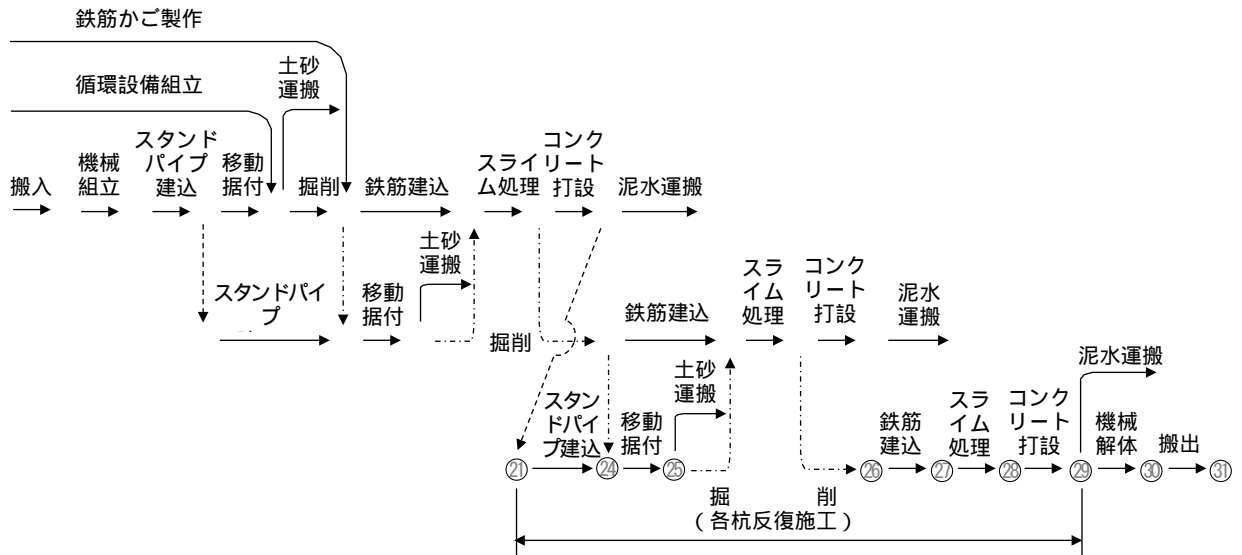 鉄筋かご製作
循環設備組立
土砂
運搬
搬入
機械
組立
スタンド
パイプ
建込
移動
据付
掘削
鉄筋建込
スライ
ム処理
コンク
リート
打設
泥水運搬
スタンドパイ
プ
移動
据付
土砂
運搬
掘削
鉄筋建込
スラ
イム
処理
コンク
リート
打設
泥水
運搬
㉑
スタン
ドパイ
プ建込
㉔
移動
据付
㉕
土砂
運搬
㉖
鉄筋
建込
㉗
スラ
イム
処理
㉘
コンク
リート
打設
㉙
泥水運搬
機械
解体
㉚
搬出
㉛
掘 削
(各杭反復施工)